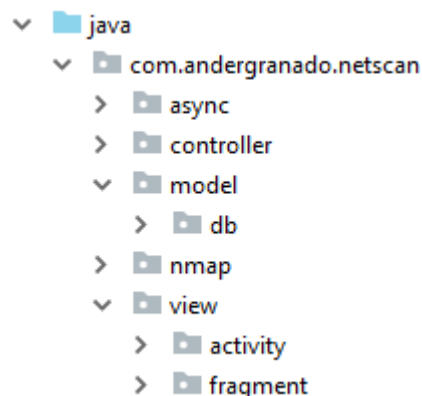 java
com.andergranado.netscan
async
controller
model
db
nmap
view
activity
fragment